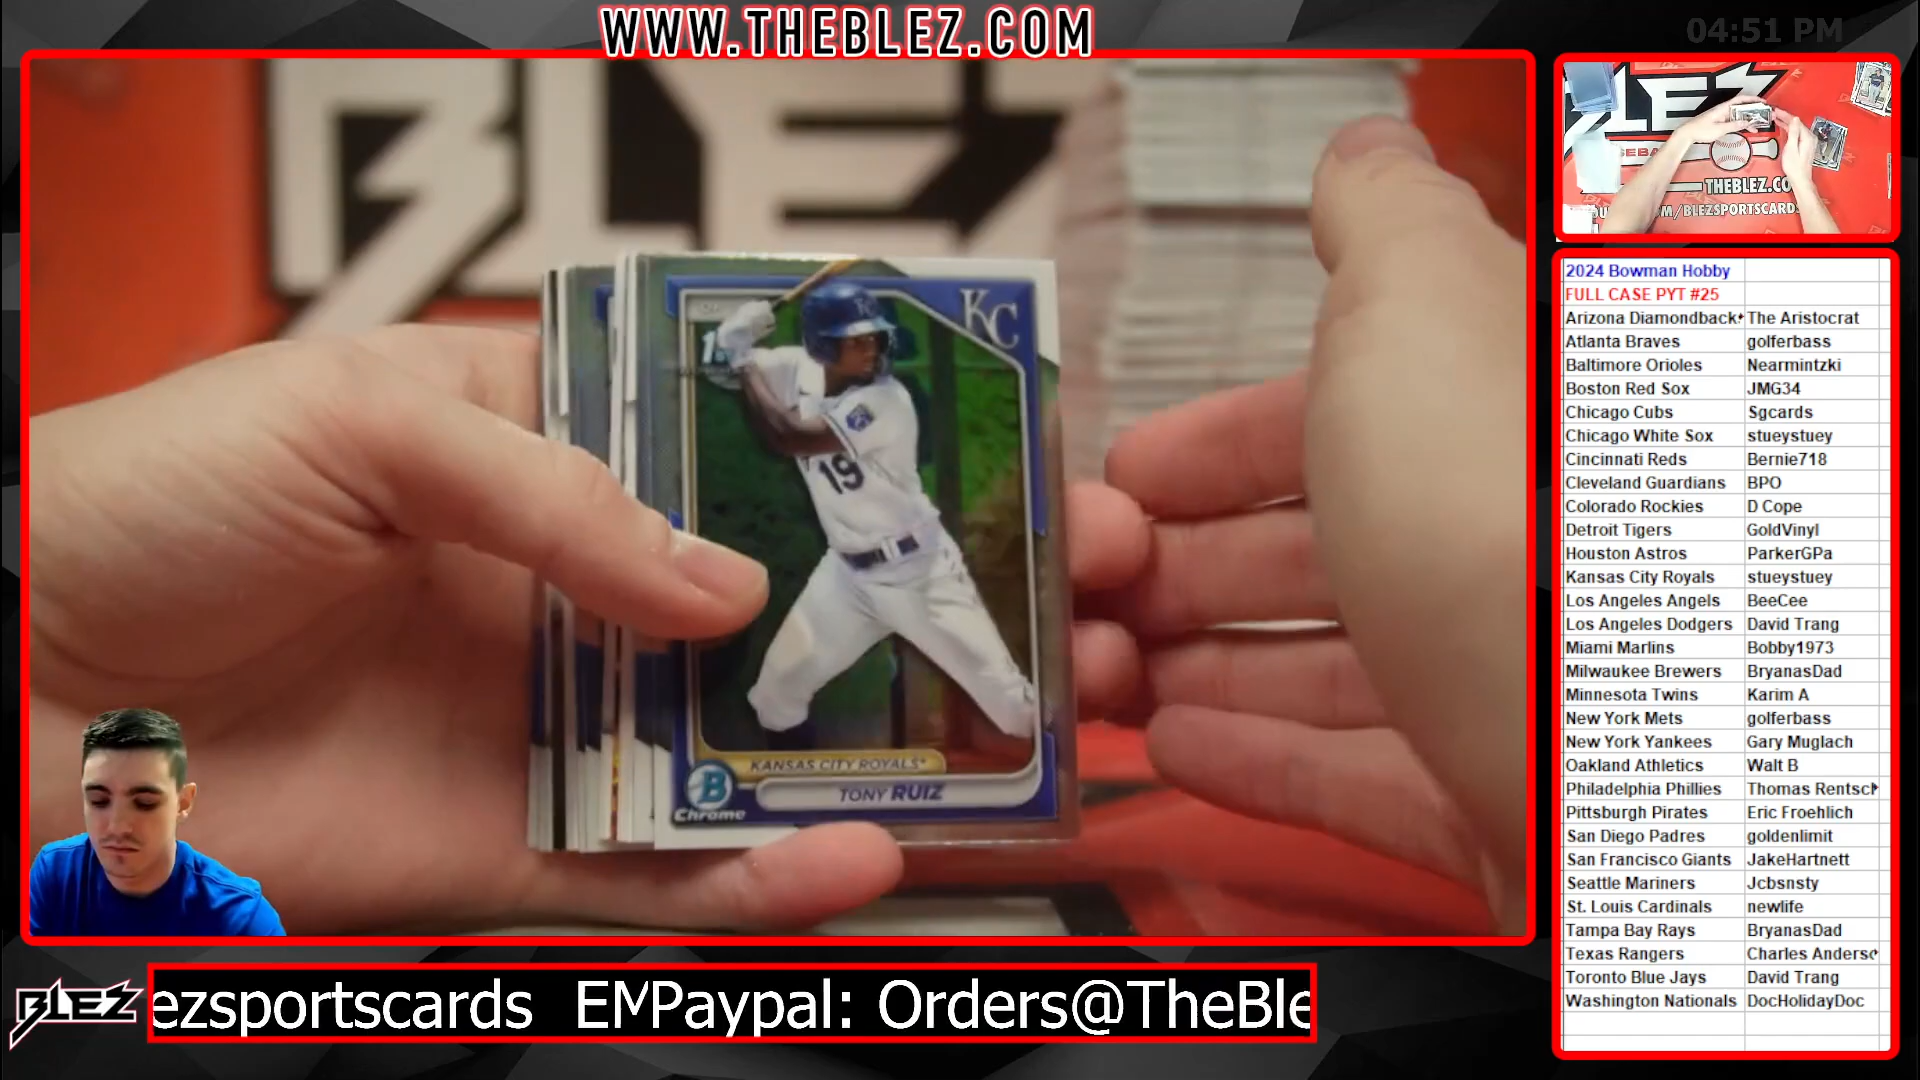 WWW.THEBLEZ.COM
04:51 PM
BLEZ
KC
19
KANSAS CITY ROYALS
TONY RUIZ
B
Chrome
THEBLEZ.CO
M/BLEZSPORTSCARDS
2024 Bowman Hobby
FULL CASE PYT #25
Arizona Diamondback The Aristocrat
Atlanta Braves golferbass
Baltimore Orioles Nearmintzki
Boston Red Sox JMG34
Chicago Cubs Sgcards
Chicago White Sox stueystuey
Cincinnati Reds Bernie718
Cleveland Guardians BPO
Colorado Rockies D Cope
Detroit Tigers GoldVinyl
Houston Astros ParkerGPa
Kansas City Royals stueystuey
Los Angeles Angels BeeCee
Los Angeles Dodgers David Trang
Miami Marlins Bobby1973
Milwaukee Brewers BryanasDad
Minnesota Twins Karim A
New York Mets golferbass
New York Yankees Gary Muglach
Oakland Athletics Walt B
Philadelphia Phillies Thomas Rentscl
Pittsburgh Pirates Eric Froehlich
San Diego Padres goldenlimit
San Francisco Giants JakeHartnett
Seattle Mariners Jcbsnsty
St. Louis Cardinals newlife
Tampa Bay Rays BryanasDad
Texas Rangers Charles Anders
Toronto Blue Jays David Trang
Washington Nationals DocHolidayDoc
BLEZ
ezsportscards EMPaypal: Orders@TheBle